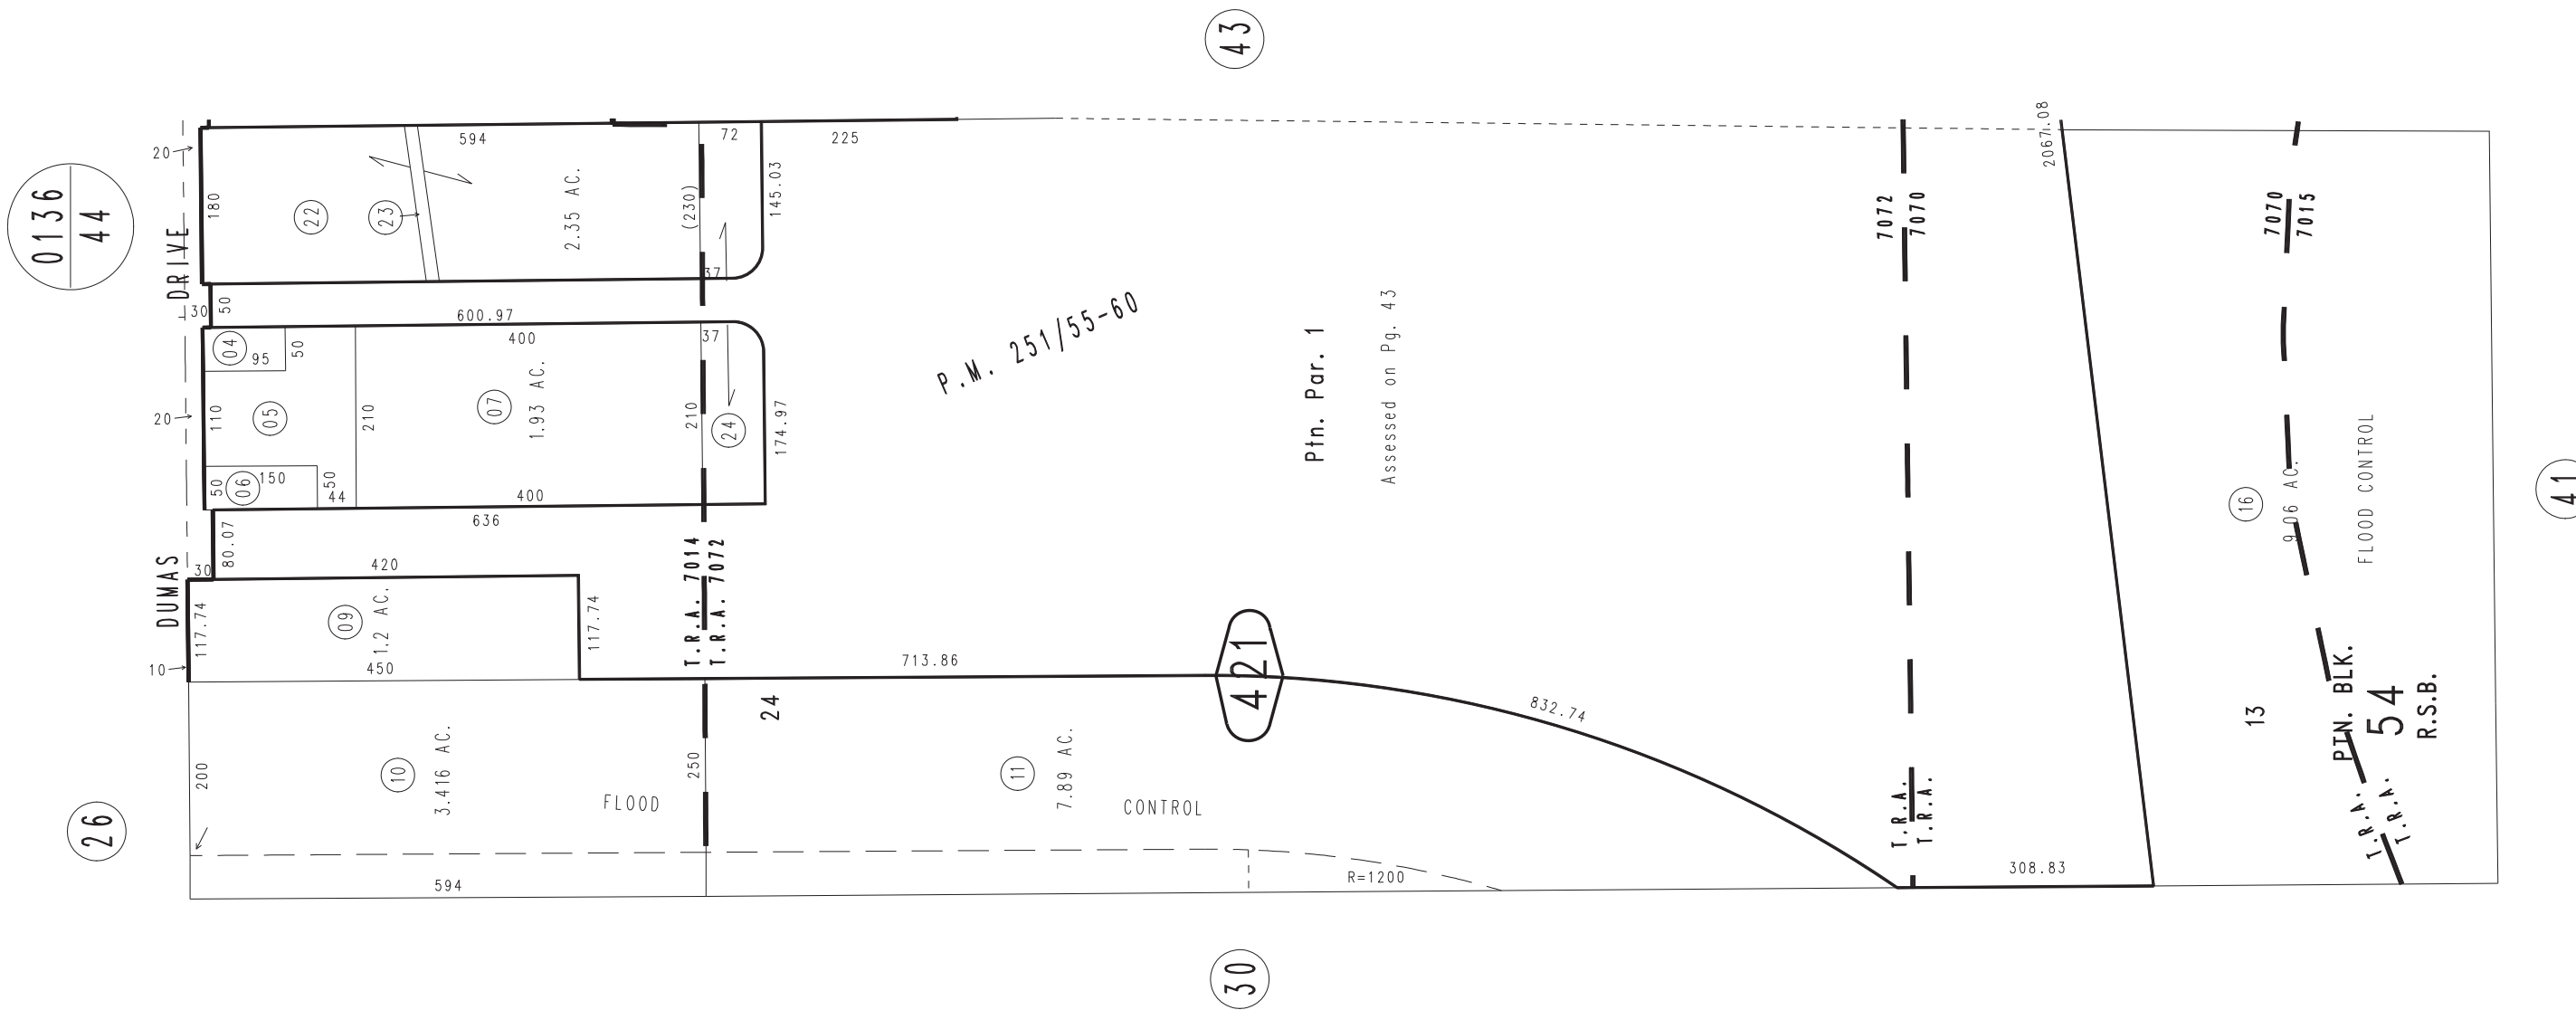 43
0136
44
20
180
DRIVE
594
22
23
2.35 AC.
72
(230)
145.03
37
225
2067.08
7072
7070
7070
7015
30
50
600.97
04
95
50
400
37
20
110
05
210
07
1.93 AC.
210
24
174.97
50
06
150
50
44
400
636
80.07
P.M. 251/55-60
Ptn. Par. 1
Assessed on Pg. 43
16
9.06 AC.
FLOOD CONTROL
41
DUMAS
30
420
117.74
09
1.2 AC.
117.74
10
450
T.R.A. 7014
T.R.A. 7072
713.86
421
24
832.74
13
PTN. BLK.
54
R.S.B.
26
200
10
3.416 AC.
FLOOD
250
11
7.89 AC.
CONTROL
T.R.A.
T.R.A.
T.R.A.
T.R.A.
594
R=1200
308.83
30